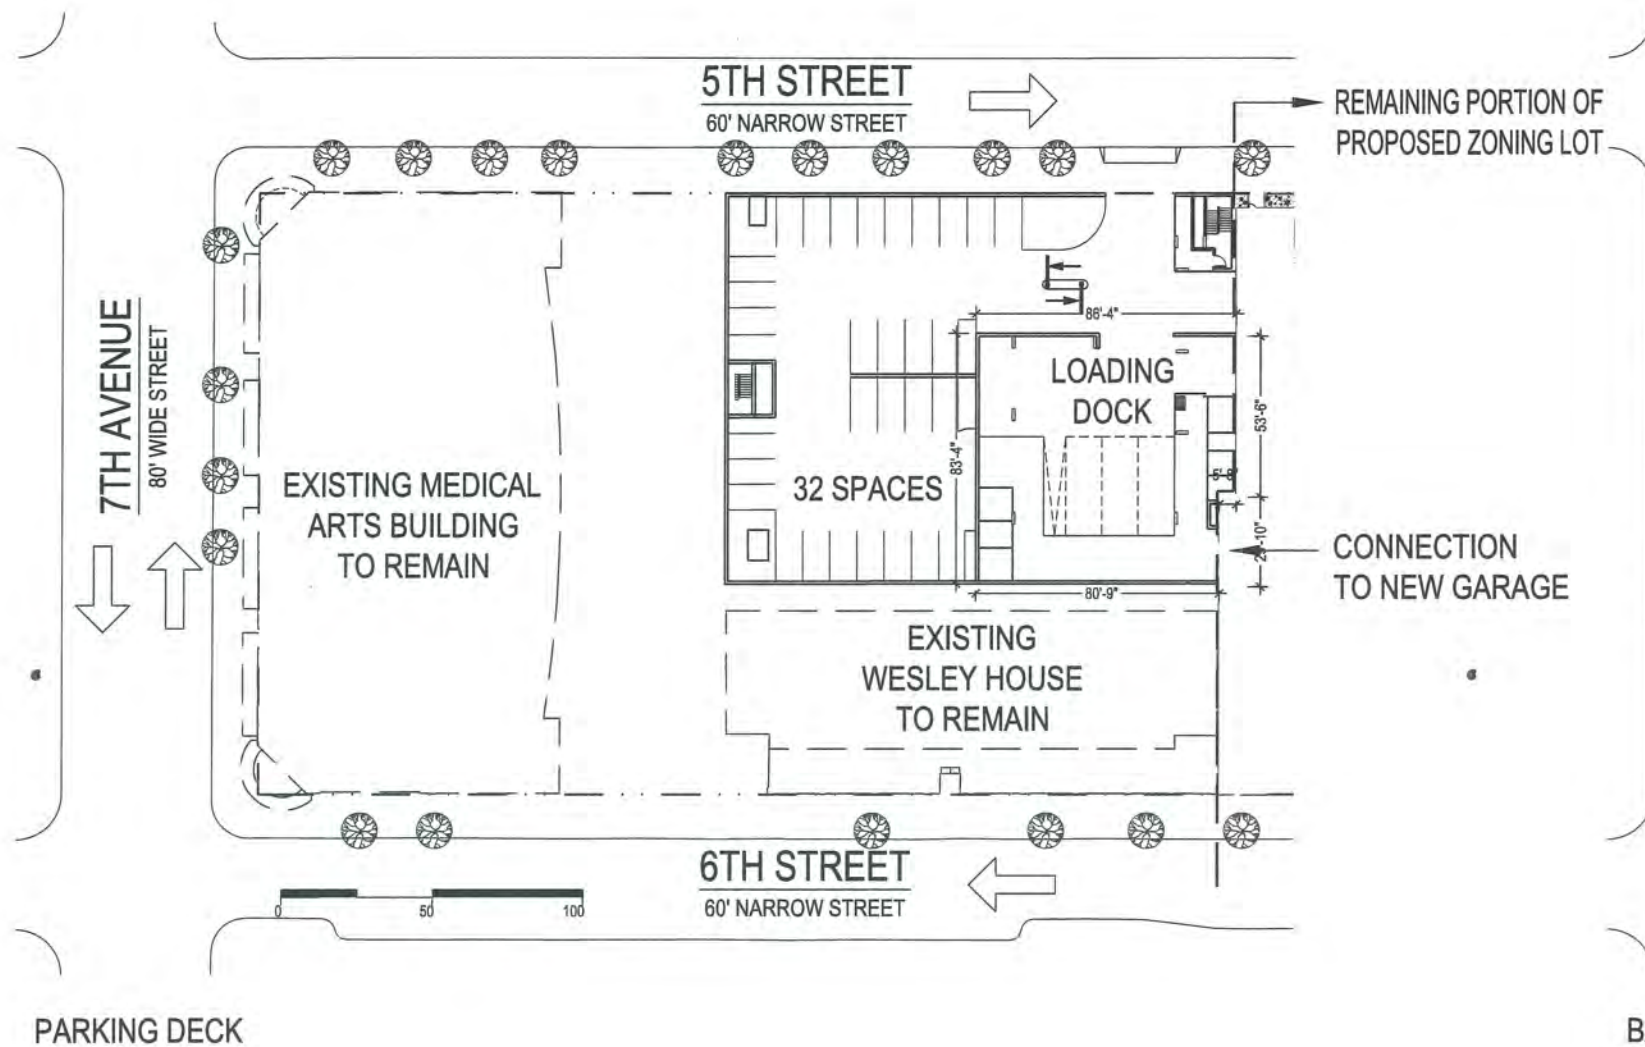 5TH STREET
60' NARROW STREET
REMAINING PORTION OF
PROPOSED ZONING LOT
7TH AVENUE
80' WIDE STREET
86'-4"
LOADING
DOCK
53'-6"
83'-4"
EXISTING MEDICAL
ARTS BUILDING
TO REMAIN
32 SPACES
CONNECTION
TO NEW GARAGE
80'-9"
EXISTING
WESLEY HOUSE
TO REMAIN
6TH STREET
60' NARROW STREET
0 50 100
PARKING DECK
B